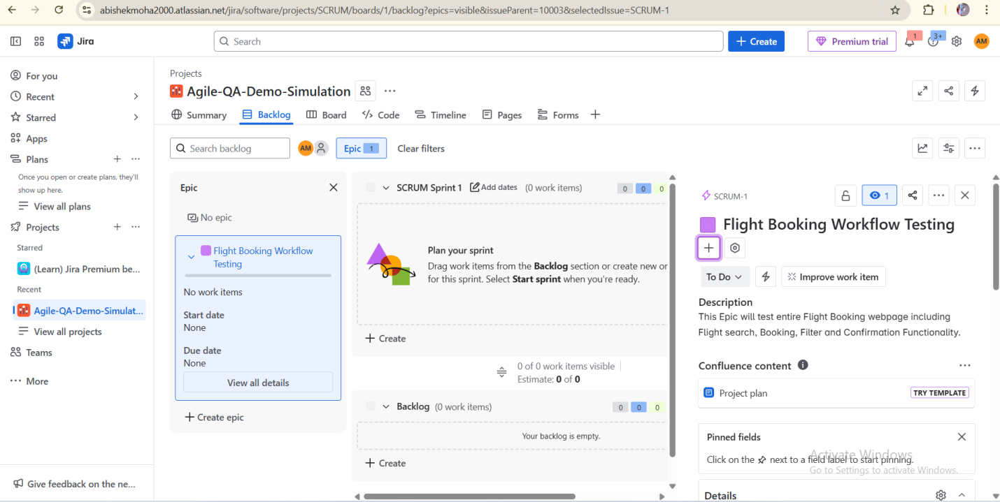 abishekmoha2000.atlassian.net/jira/software/projects/SCRUM/boards/1/backlog?epics=visible&issueParent=10003&selectedIssue=SCRUM-1
Jira
Search
Create
Premium trial
1
3+
AM
For you
Recent
Starred
Apps
Plans
Once you open or create plans, they'll
show up here.
View all plans
Projects
Starred
(Learn) Jira Premium be...
Recent
Agile-QA-Demo-Simulat...
View all projects
Teams
More
Give feedback on the ne...
Projects
Agile-QA-Demo-Simulation
Summary
Backlog
Board
Code
Timeline
Pages
Forms
Search backlog
AM
Epic 1
Clear filters
Epic
No epic
Flight Booking Workflow
Testing
No work items
Start date
None
Due date
None
View all details
Create epic
SCRUM Sprint 1 Add dates (0 work items) 0 0 0
Plan your sprint
Drag work items from the Backlog section or create new or
for this sprint. Select Start sprint when you're ready.
Create
0 of 0 work items visible
Estimate: 0 of 0
Backlog (0 work items) 0 0 0
Your backlog is empty.
Create
SCRUM-1
1
Flight Booking Workflow Testing
To Do
Improve work item
Description
This Epic will test entire Flight Booking webpage including
Flight search, Booking, Filter and Confirmation Functionality.
Confluence content
Project plan
TRY TEMPLATE
Pinned fields
Click on the next to a field label to start pinning.
Activate Windows
Go to Settings to activate Windows.
Details